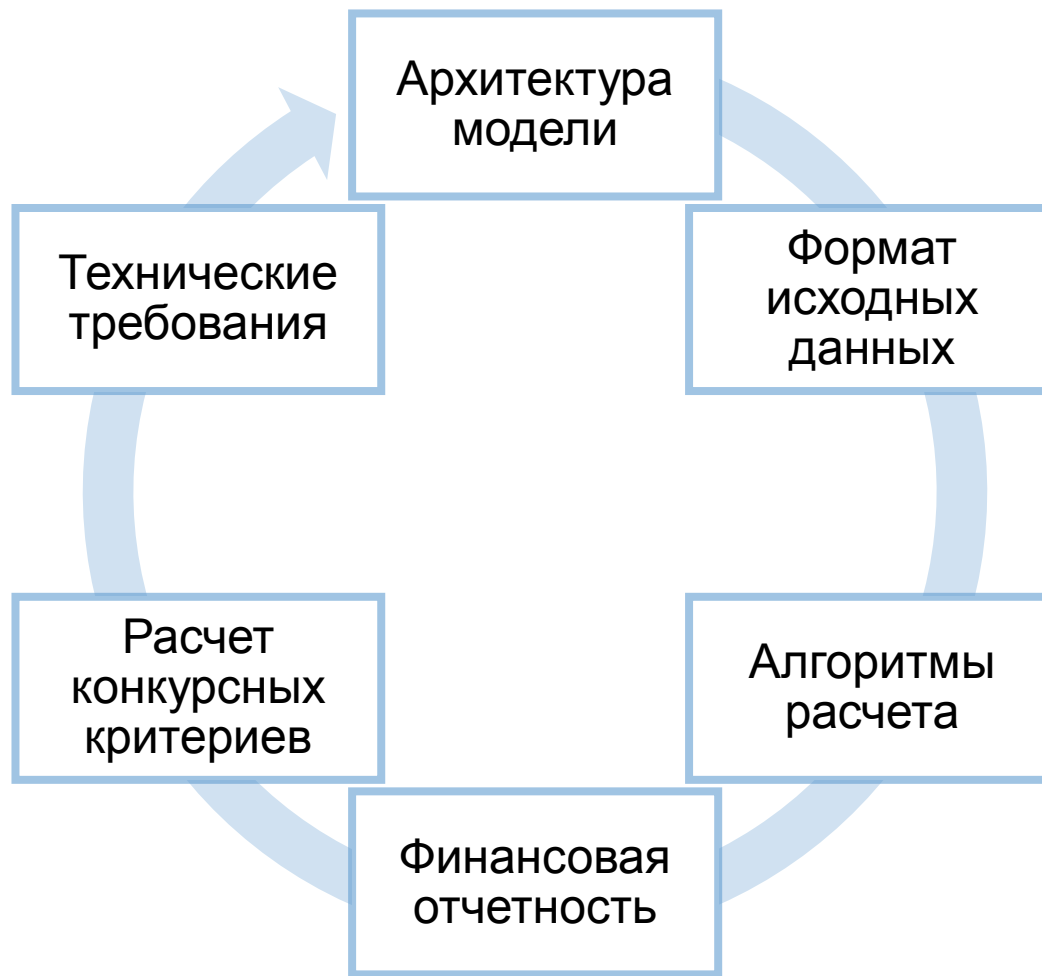 Архитектура
модели
Формат
исходных
данных
Алгоритмы
расчета
Финансовая
отчетность
Расчет
конкурсных
критериев
Технические
требования